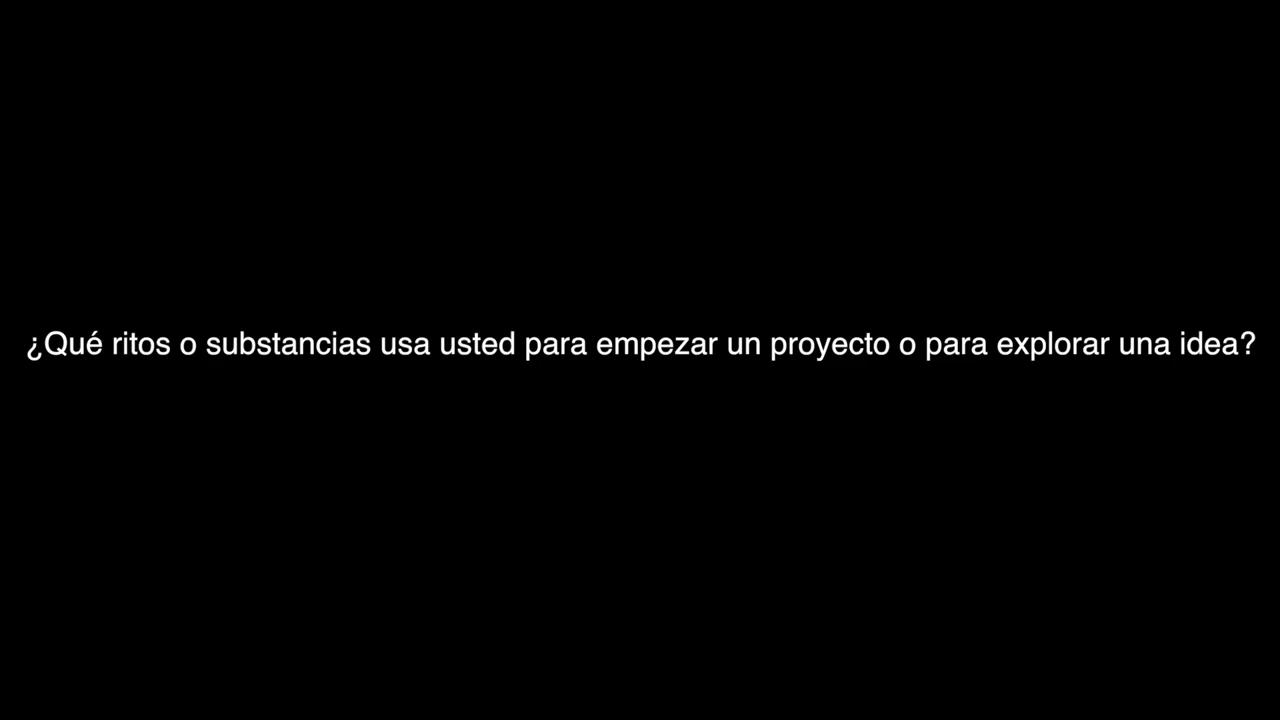 ¿Qué ritos o substancias usa usted para empezar un proyecto o para explorar una idea?